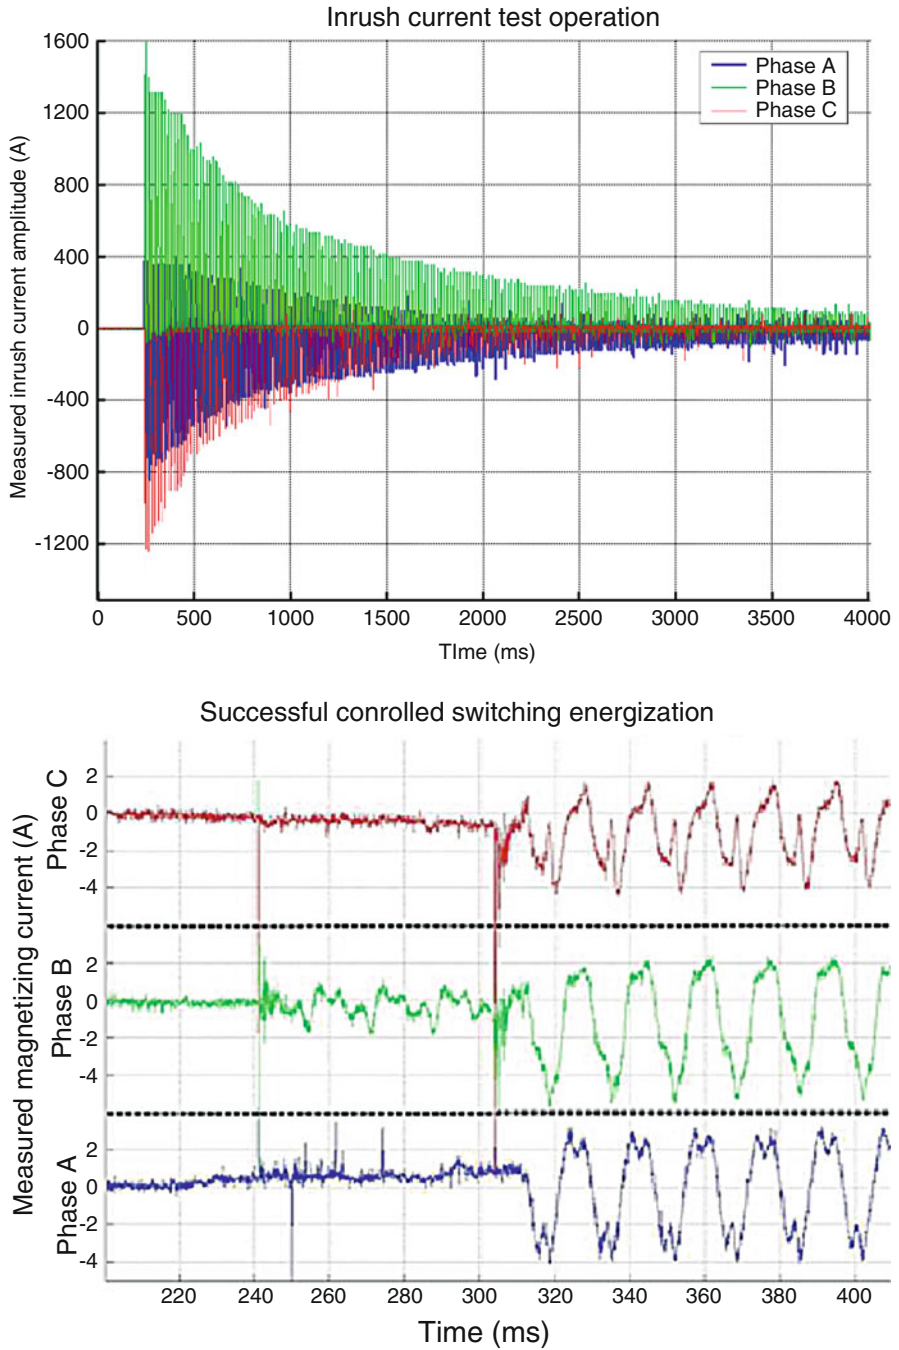 Inrush current test operation
1600
1200
800
400
0
-400
-800
-1200
Measured inrush current amplitude (A)
Phase A
Phase B
Phase C
0 500 1000 1500 2000 2500 3000 3500 4000
TIme (ms)
Successful conrolled switching energization
Measured magnetizing current (A)
Phase C
2
0
-2
-4
Phase B
2
0
-2
-4
Phase A
2
0
-2
-4
220 240 260 280 300 320 340 360 380 400
Time (ms)